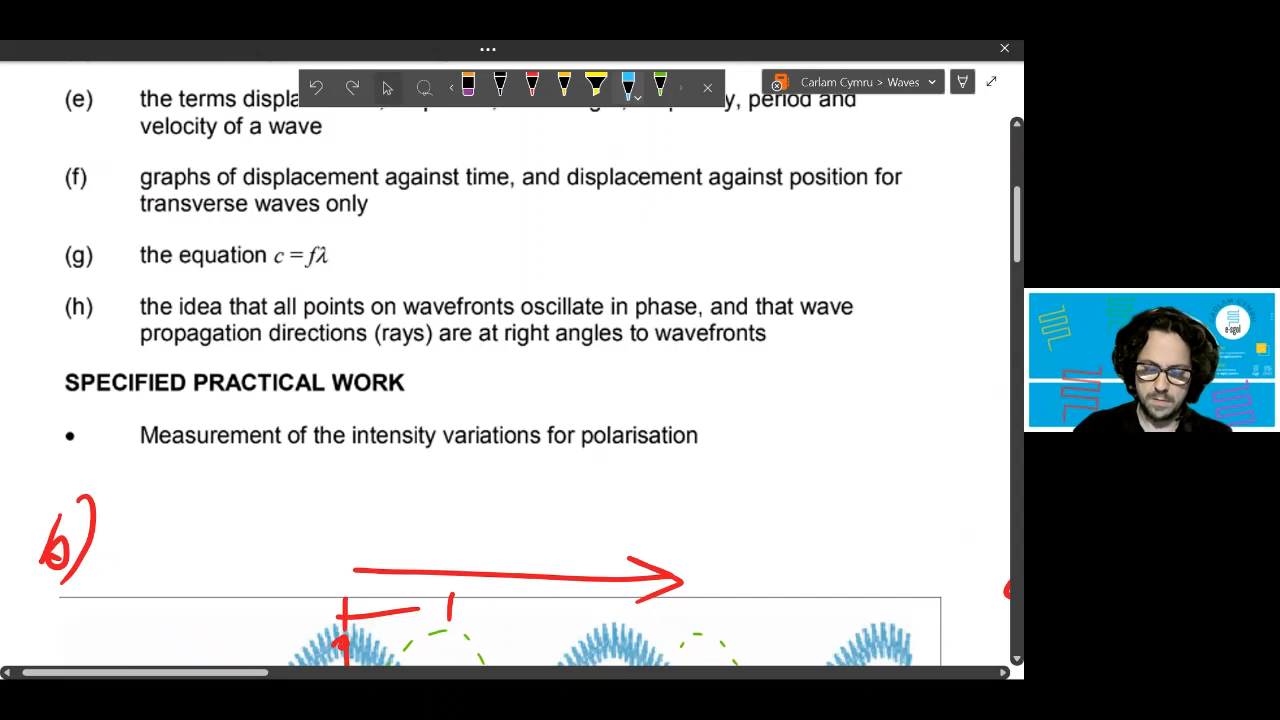 Carlam Cymru > Waves
(e) the terms y, period and
velocity of a wave
(f) graphs of displacement against time, and displacement against position for
transverse waves only
(g) the equation c = fλ
(h) the idea that all points on wavefronts oscillate in phase, and that wave
propagation directions (rays) are at right angles to wavefronts
SPECIFIED PRACTICAL WORK
• Measurement of the intensity variations for polarisation
b)
e-sgol